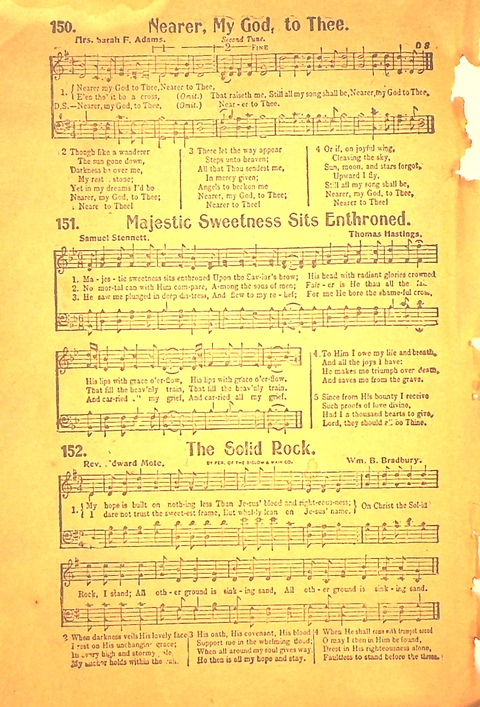 150. Nearer, My God, to Thee.
Mrs. Sarah F. Adams. Second Tune.
2 FINE D S
1. Nearer my God to Thee, Nearer to Thee,
E'en tho' it be a cross, (Omit.) That raiseth me. Still all my song shall be, Nearer, my God to Thee,
D.S.—Nearer, my God, to Thee, (Omit.) Near - er to Thee.
2 Though like a wanderer
The sun gone down,
Darkness be over me,
My rest stone;
Yet in my dreams I'd be
Nearer, my God, to Thee;
Neare to Thee!
3 There let the way appear
Steps unto heaven;
All that Thou sendest me,
In mercy given;
Angels to beckon me
Nearer, my God, to Thee;
Nearer to Thee!
4 Or if, on joyful wing,
Cleaving the sky,
Sun, moon, and stars forgot,
Upward I fly,
Still all my song shall be,
Nearer, my God, to Thee;
Nearer to Thee!
151. Majestic Sweetness Sits Enthroned.
Samuel Stennett. Thomas Hastings.
1. Ma - jes - tic sweetness sits enthroned Upon the Sav-ior's brow; His head with radiant glories crowned
2. No mor-tal can with Him com-pare, A-mong the sons of men; Fair - er is He than all the fai
3. He saw me plunged in deep dis-tress, And flew to my re - lief; For me He bore the shame-ful cross,
His lips with grace o'er-flow, His lips with grace o'er-flow.
That fill the heav'nly train, That fill the heav'nly train.
And car-ried my grief, And car-ried all my grief.
4. To Him I owe my life and breath,
And all the joys I have;
He makes me triumph over death,
And saves me from the grave.
5 Since from His bounty I receive
Such proofs of love divine,
Had I a thousand hearts to give,
Lord, they should be Thine.
152. The Solid Rock.
Rev. Edward Mote. BY PER. OF THE BIGLOW & MAIN CO. Wm. B. Bradbury.
1. My hope is built on noth-ing less Than Je-sus' blood and right-eous-ness; On Christ the Sol-id
I dare not trust the sweet-est frame, But whol-ly lean on Je-sus' name.
Rock, I stand; All oth - er ground is sink - ing sand, All oth - er ground is sink - ing sand.
2 When darkness veils His lovely face
I rest on His unchanging grace;
In every high and stormy gale,
My anchor holds within the vail.
3 His oath, His covenant, His blood
Support me in the whelming flood;
When all around my soul gives way,
He then is all my hope and stay.
4 When He shall come with trumpet sound
O may I then in Him be found,
Drest in His righteousness alone,
Faultless to stand before the throne.